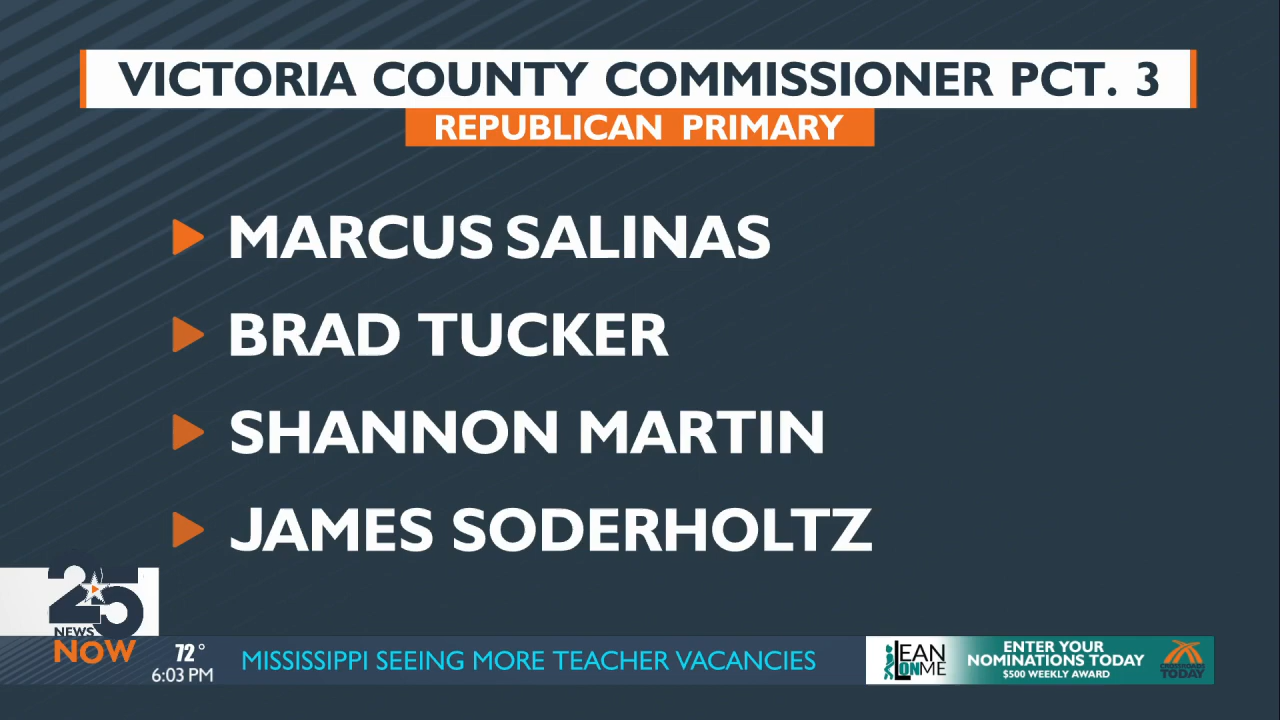 VICTORIA COUNTY COMMISSIONER PCT. 3
REPUBLICAN PRIMARY
MARCUS SALINAS
BRAD TUCKER
SHANNON MARTIN
JAMES SODERHOLTZ
25
NEWS
NOW
72°
6:03 PM
MISSISSIPPI SEEING MORE TEACHER VACANCIES
LEAN
ON ME
ENTER YOUR
NOMINATIONS TODAY
$500 WEEKLY AWARD
CROSSROADS
TODAY